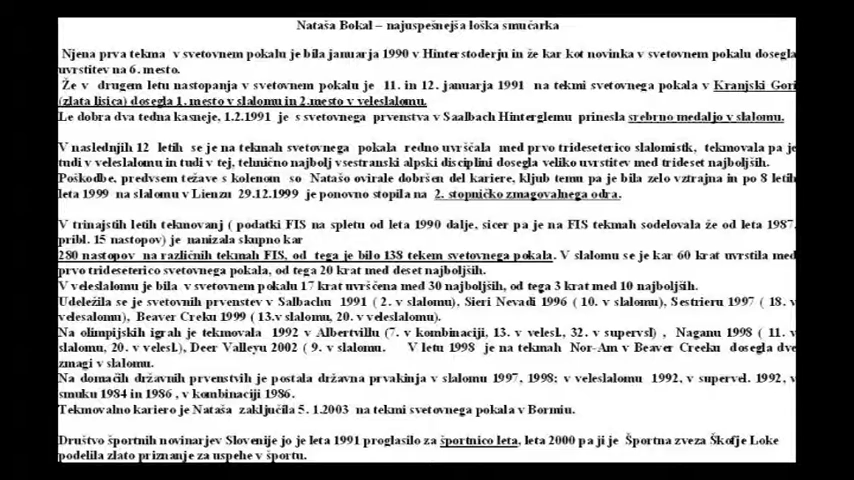 Nataša Bokal – najuspešnejša loška smučarka
Njena prva tekma v svetovnem pokalu je bila januarja 1990 v Hinterstoderju in že kar kot novinka v svetovnem pokalu dosegla
uvrstitev na 6. mesto.
Že v drugem letu nastopanja v svetovnem pokalu je 11. in 12. januarja 1991 na tekmi svetovnega pokala v Kranjski Gori
(zlata lisica) dosegla 1. mesto v slalomu in 2.mesto v veleslalomu.
Le dobra dva tedna kasneje, 1.2.1991 je s svetovnega prvenstva v Saalbach Hinterglemu prinesla srebrno medaljo v slalomu.
V naslednjih 12 letih se je na tekmah svetovnega pokala redno uvrščala med prvo trideseterico slalomistk, tekmovala pa je
tudi v veleslalomu in tudi v tej, tehnično najbolj vsestranski alpski disciplini dosegla veliko uvrstitev med trideset najboljših.
Poškodbe, predvsem težave s kolenom so Natašo ovirale dobršen del kariere, kljub temu pa je bila zelo vztrajna in po 8 letih
leta 1999 na slalomu v Lienzu 29.12.1999 je ponovno stopila na 2. stopničko zmagovalnega odra.
V trinajstih letih tekmovanj ( podatki FIS na spletu od leta 1990 dalje, sicer pa je na FIS tekmah sodelovala že od leta 1987,
pribl. 15 nastopov) je nanizala skupno kar
280 nastopov na različnih tekmah FIS, od tega je bilo 138 tekem svetovnega pokala. V slalomu se je kar 60 krat uvrstila med
prvo trideseterico svetovnega pokala, od tega 20 krat med deset najboljših.
V veleslalomu je bila v svetovnem pokalu 17 krat uvrščena med 30 najboljših, od tega 3 krat med 10 najboljših.
Udeležila se je svetovnih prvenstev v Salbachu 1991 ( 2. v slalomu), Sieri Nevadi 1996 ( 10. v slalomu), Sestrieru 1997 ( 18. v
velesalomu), Beaver Creku 1999 ( 13.v slalomu, 20. v veleslalomu).
Na olimpijskih igrah je tekmovala 1992 v Albertvillu (7. v kombinaciji, 13. v velesl., 32. v supervsl) , Naganu 1998 ( 11. v
slalomu, 20. v velesl.), Deer Valleyu 2002 ( 9. v slalomu. V letu 1998 je na tekmah Nor-Am v Beaver Creeku dosegla dve
zmagi v slalomu.
Na domačih državnih prvenstvih je postala državna prvakinja v slalomu 1997, 1998; v veleslalomu 1992, v supervel. 1992, v
smuku 1984 in 1986 , v kombinaciji 1986.
Tekmovalno kariero je Nataša zaključila 5. 1.2003 na tekmi svetovnega pokala v Bormiu.
Društvo športnih novinarjev Slovenije jo je leta 1991 proglasilo za športnico leta, leta 2000 pa ji je Športna zveza Škofje Loke
podelila zlato priznanje za uspehe v športu.